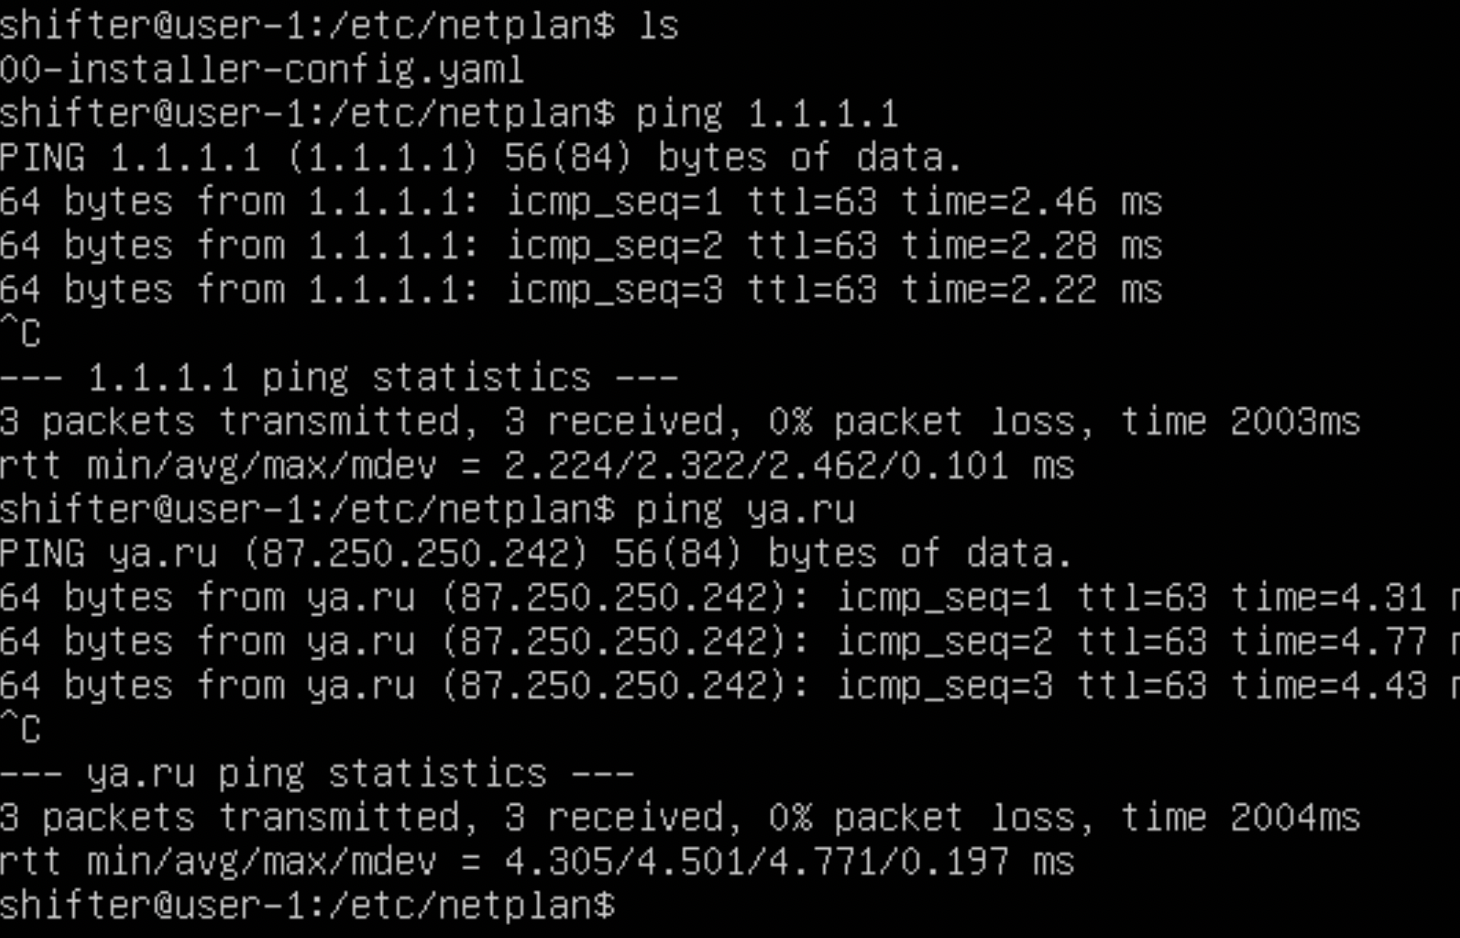 shifter@user-1:/etc/netplan$ ls
00-installer-config.yaml
shifter@user-1:/etc/netplan$ ping 1.1.1.1
PING 1.1.1.1 (1.1.1.1) 56(84) bytes of data.
64 bytes from 1.1.1.1: icmp_seq=1 ttl=63 time=2.46 ms
64 bytes from 1.1.1.1: icmp_seq=2 ttl=63 time=2.28 ms
64 bytes from 1.1.1.1: icmp_seq=3 ttl=63 time=2.22 ms
^C
--- 1.1.1.1 ping statistics ---
3 packets transmitted, 3 received, 0% packet loss, time 2003ms
rtt min/avg/max/mdev = 2.224/2.322/2.462/0.101 ms
shifter@user-1:/etc/netplan$ ping ya.ru
PING ya.ru (87.250.250.242) 56(84) bytes of data.
64 bytes from ya.ru (87.250.250.242): icmp_seq=1 ttl=63 time=4.31
64 bytes from ya.ru (87.250.250.242): icmp_seq=2 ttl=63 time=4.77
64 bytes from ya.ru (87.250.250.242): icmp_seq=3 ttl=63 time=4.43
^C
--- ya.ru ping statistics ---
3 packets transmitted, 3 received, 0% packet loss, time 2004ms
rtt min/avg/max/mdev = 4.305/4.501/4.771/0.197 ms
shifter@user-1:/etc/netplan$